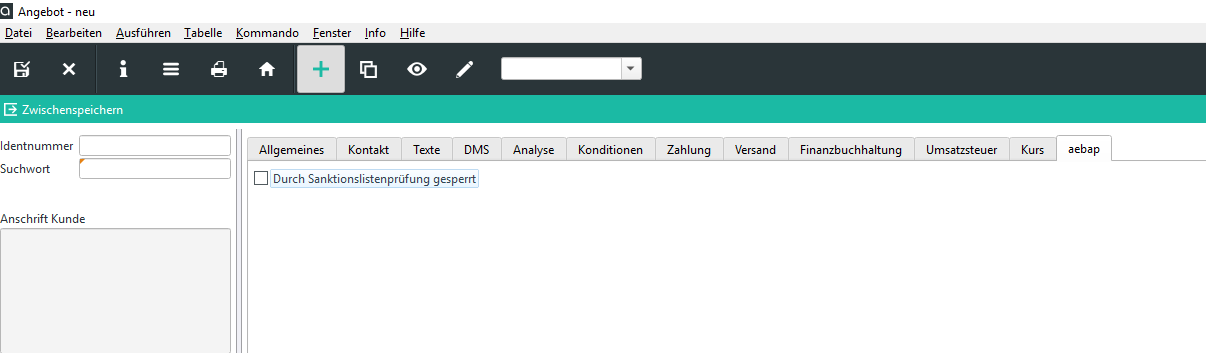 Angebot - neu
Datei Bearbeiten Ausführen Tabelle Kommando Fenster Info Hilfe
Zwischenspeichern
Identnummer
Suchwort
Anschrift Kunde
Allgemeines Kontakt Texte DMS Analyse Konditionen Zahlung Versand Finanzbuchhaltung Umsatzsteuer Kurs aebap
Durch Sanktionslistenprüfung gesperrt